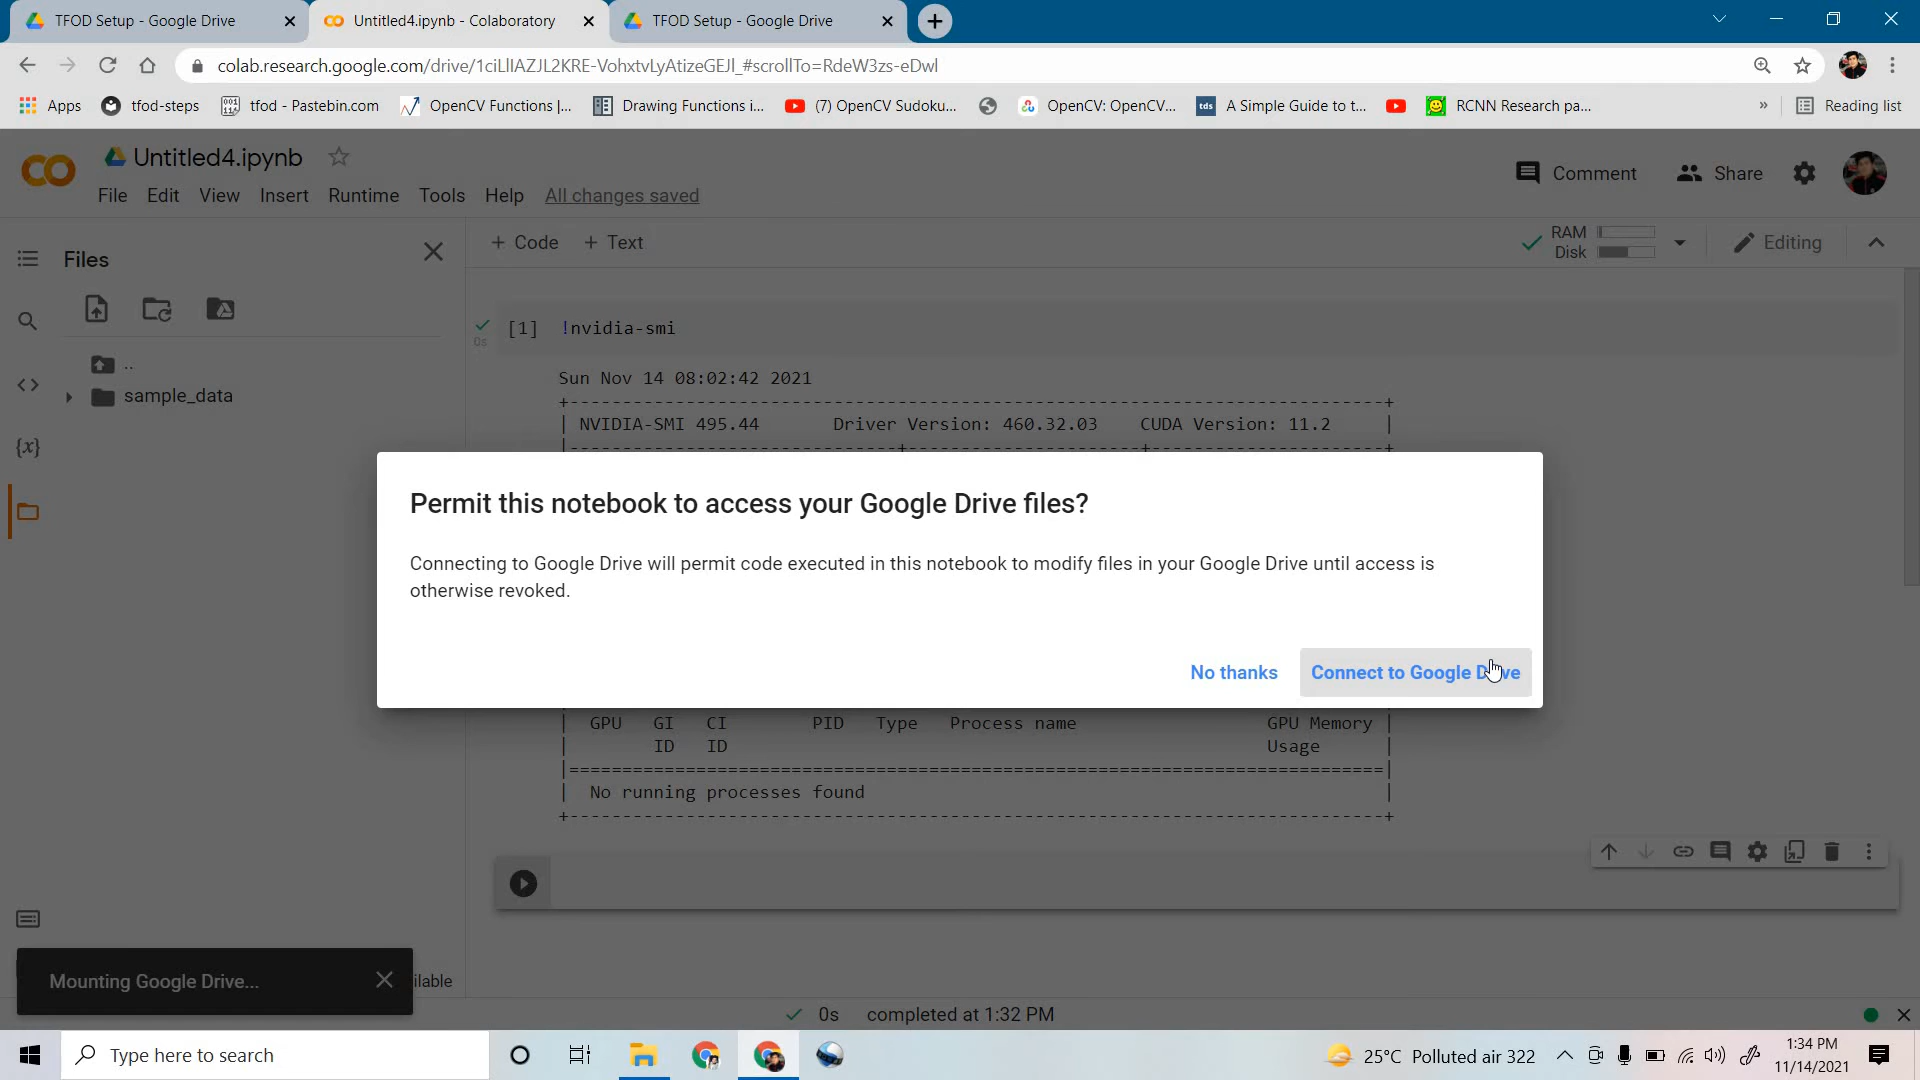 TFOD Setup - Google Drive
Untitled4.ipynb - Colaboratory
TFOD Setup - Google Drive
colab.research.google.com/drive/1ciLlIAZJL2KRE-VohxtvLyAtizeGEJl_#scrollTo=RdeW3zs-eDwl
Apps
tfod-steps
tfod - Pastebin.com
OpenCV Functions |...
Drawing Functions i...
(7) OpenCV Sudoku...
OpenCV: OpenCV...
tds
A Simple Guide to t...
RCNN Research pa...
»
Reading list
Untitled4.ipynb
Comment
Share
File Edit View Insert Runtime Tools Help All changes saved
Files
+ Code + Text
RAM
Disk
Editing
..
sample_data
{x}
0s
[1] !nvidia-smi
Sun Nov 14 08:02:42 2021
+-----------------------------------------------------------------------------+
| NVIDIA-SMI 495.44 Driver Version: 460.32.03 CUDA Version: 11.2 |
|-------------------------------+----------------------+----------------------+
Permit this notebook to access your Google Drive files?
Connecting to Google Drive will permit code executed in this notebook to modify files in your Google Drive until access is
otherwise revoked.
No thanks
Connect to Google Drive
| GPU GI CI PID Type Process name GPU Memory |
| ID ID Usage |
|=============================================================================|
| No running processes found |
+-----------------------------------------------------------------------------+
Mounting Google Drive...
ilable
0s completed at 1:32 PM
Type here to search
25°C Polluted air 322
1:34 PM
11/14/2021